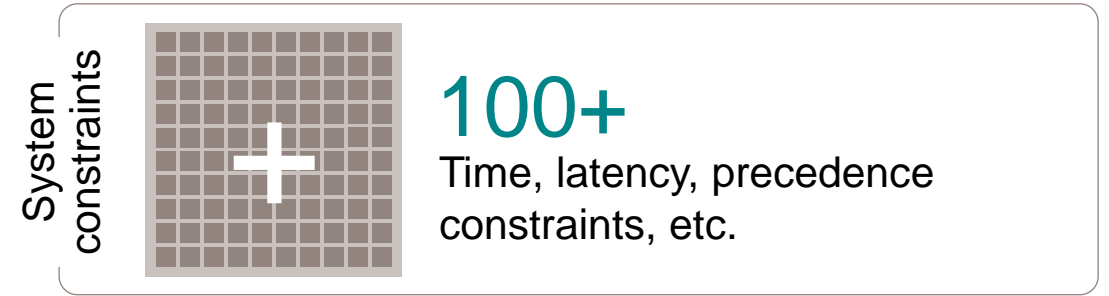 System
constraints
100+
Time, latency, precedence
constraints, etc.